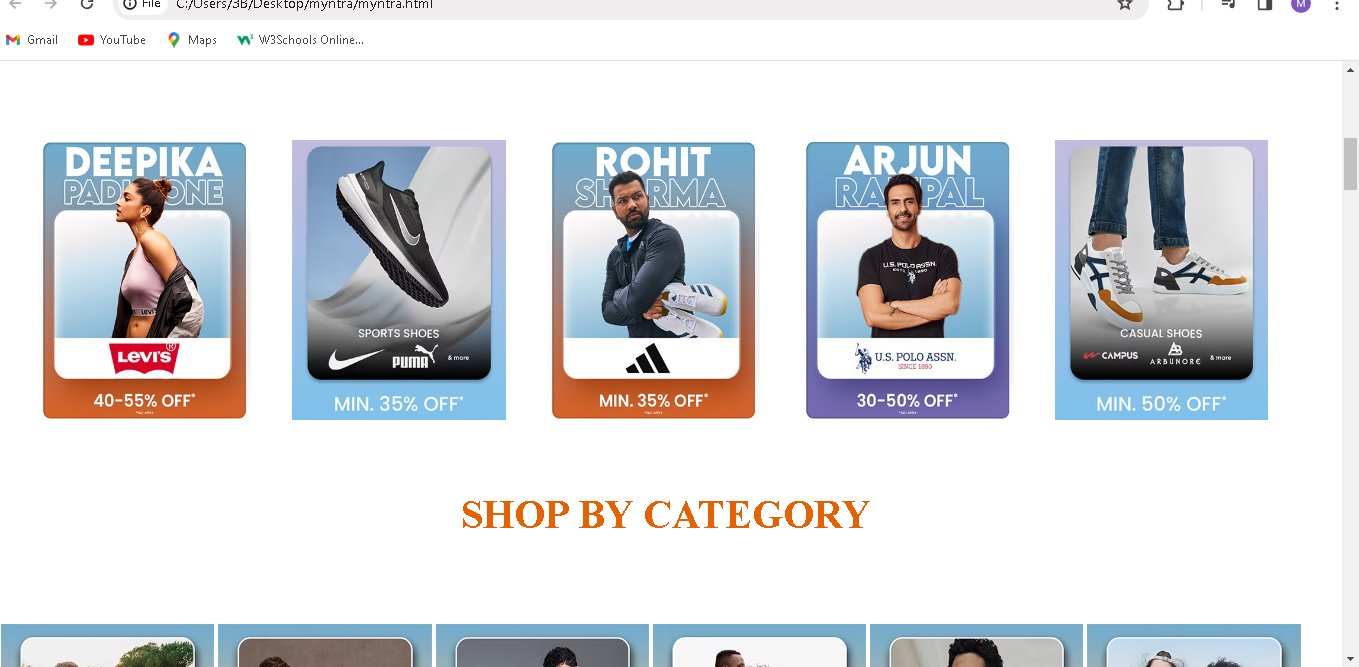 File C:/Users/3B/Desktop/myntra/myntra.html M
Gmail YouTube Maps W3Schools Online...
DEEPIKA
LEVI'S
LEVI'S®
40-55% OFF*
SPORTS SHOES
PUMA & more
MIN. 35% OFF*
ROHIT
SHARMA
MIN. 35% OFF*
ARJUN
U.S. POLO ASSN.
U.S. POLO ASSN.
SINCE 1890
30-50% OFF*
CASUAL SHOES
CAMPUS AB ARBUNORE & more
MIN. 50% OFF*
SHOP BY CATEGORY